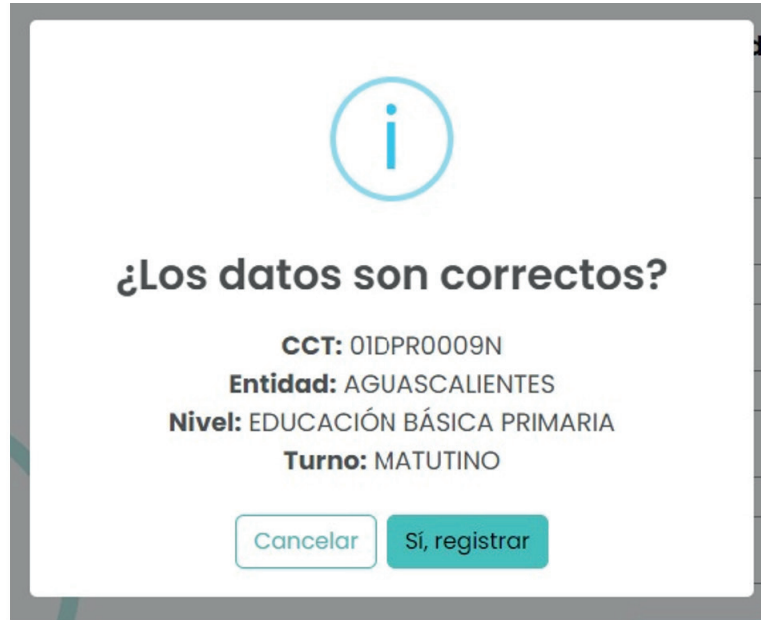 ¿Los datos son correctos?
CCT: 01DPR0009N
Entidad: AGUASCALIENTES
Nivel: EDUCACIÓN BÁSICA PRIMARIA
Turno: MATUTINO
Cancelar
Sí, registrar